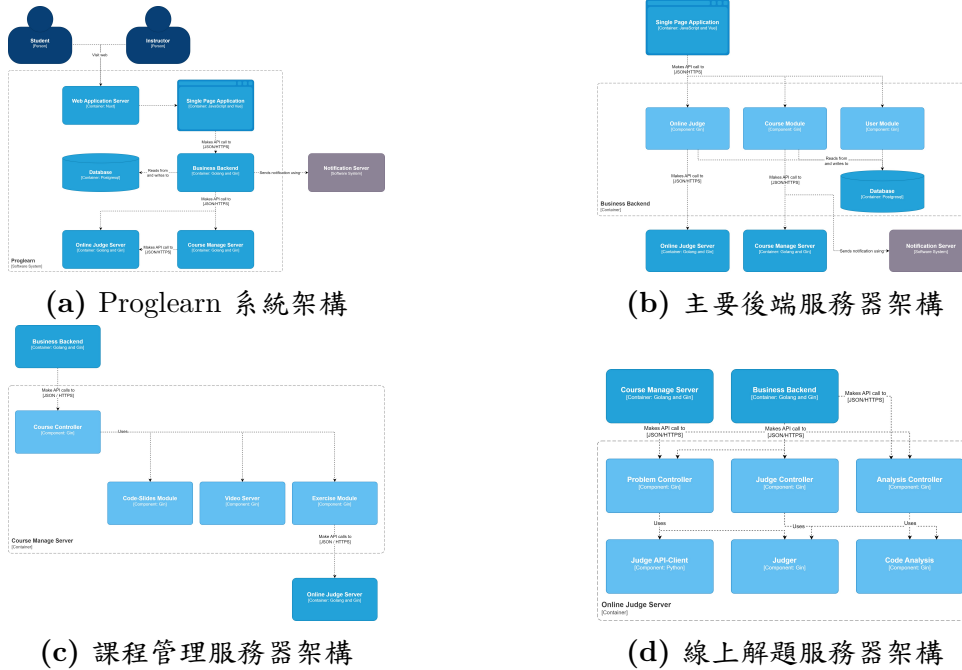 Student
[Person]
Instructor
[Person]
Visit web
Web Application Server
[Container: Nuxt]
Single Page Application
[Container: JavaScript and Vue]
Makes API call to
[JSON/HTTPS]
Database
[Container: Postgresql]
Reads from
and writes to
Business Backend
[Container: Golang and Gin]
Sends notification using
Notification Server
[Software System]
Makes API call to
[JSON/HTTPS]
Online Judge Server
[Container: Golang and Gin]
Makes API call to
[JSON/HTTPS]
Course Manage Server
[Container: Golang and Gin]
Proglearn
[Software System]
(a) Proglearn 系統架構
Single Page Application
[Container: JavaScript and Vue]
Makes API call to
[JSON/HTTPS]
Online Judge
[Component: Gin]
Course Module
[Component: Gin]
User Module
[Component: Gin]
Reads from
and writes to
Makes API call to
[JSON/HTTPS]
Makes API call to
[JSON/HTTPS]
Database
[Container: Postgresql]
Business Backend
[Container]
Online Judge Server
[Container: Golang and Gin]
Course Manage Server
[Container: Golang and Gin]
Sends notification using
Notification Server
[Software System]
(b) 主要後端服務器架構
Business Backend
[Container: Golang and Gin]
Make API calls to
[JSON / HTTPS]
Course Controller
[Component: Gin]
Uses
Code-Slides Module
[Component: Gin]
Video Server
[Component: Gin]
Exercise Module
[Component: Gin]
Make API calls to
[JSON / HTTPS]
Course Manage Server
[Container]
Online Judge Server
[Container: Golang and Gin]
(c) 課程管理服務器架構
Course Manage Server
[Container: Golang and Gin]
Business Backend
[Container: Golang and Gin]
Makes API call to
[JSON/HTTPS]
Makes API call to
[JSON/HTTPS]
Makes API call to
[JSON/HTTPS]
Problem Controller
[Component: Gin]
Judge Controller
[Component: Gin]
Analysis Controller
[Component: Gin]
Uses
Uses
Uses
Judge API-Client
[Component: Python]
Judger
[Component: Gin]
Code Analysis
[Component: Gin]
Online Judge Server
[Container]
(d) 線上解題服務器架構